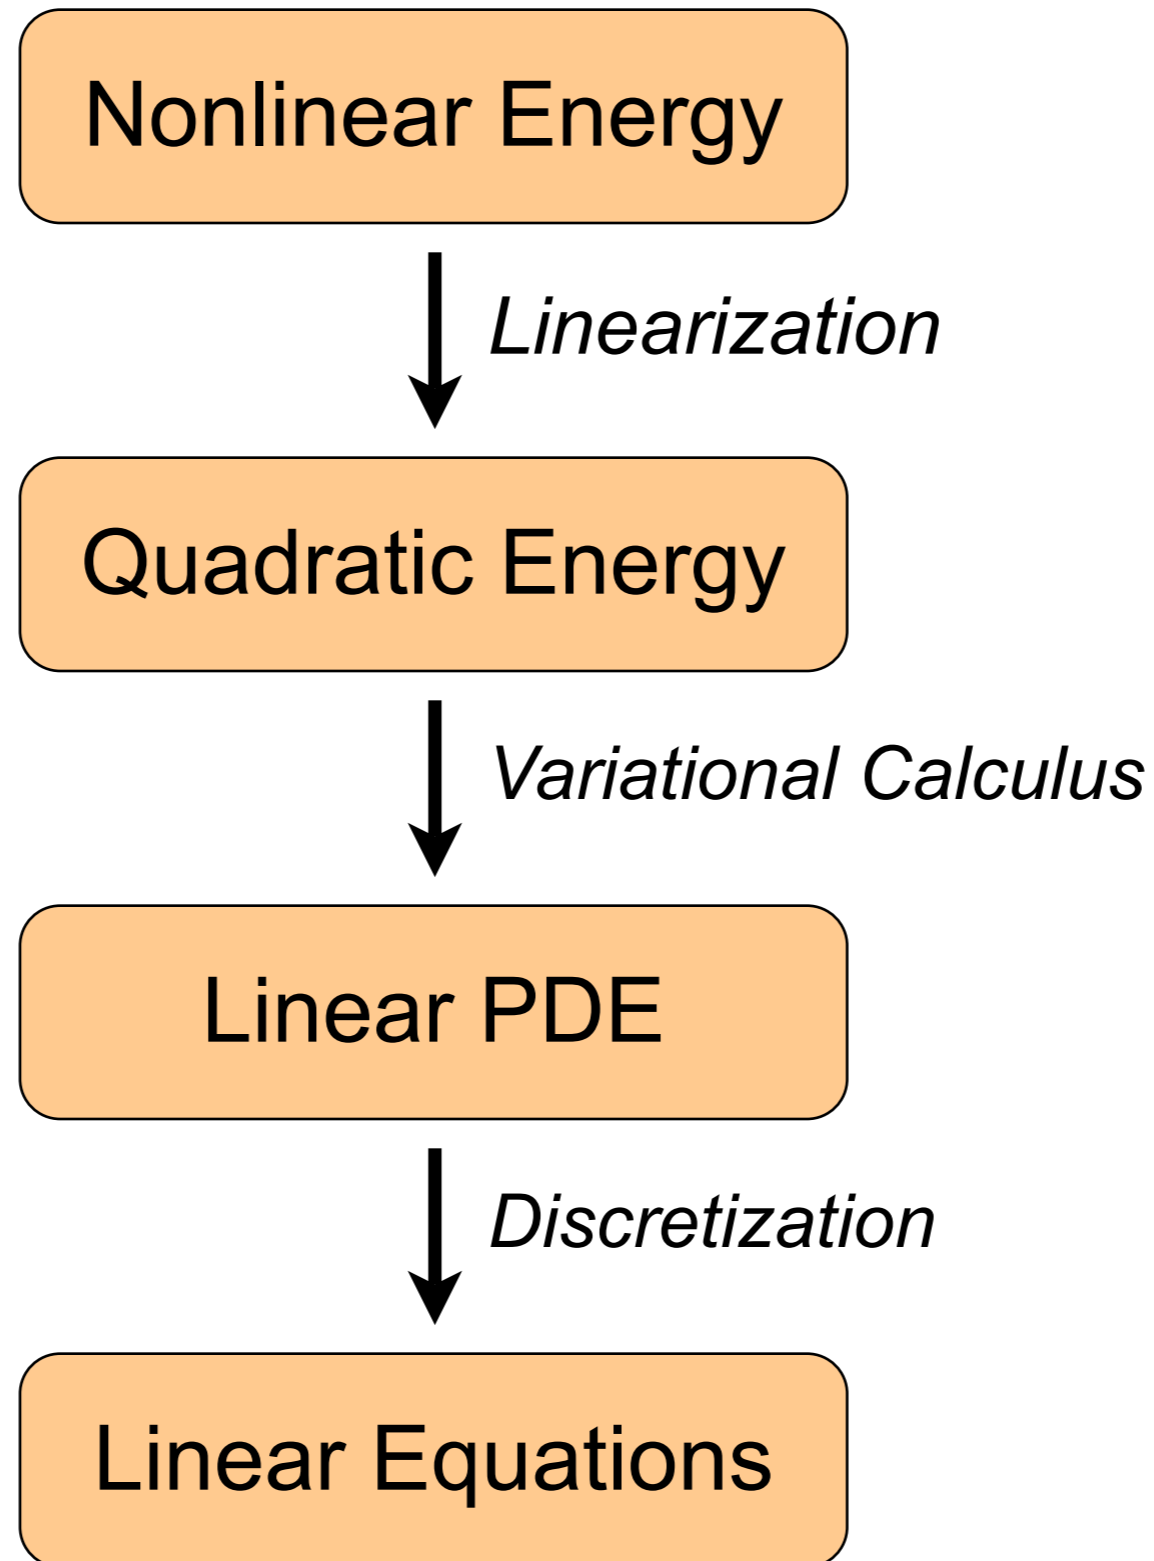 Nonlinear Energy
Linearization
Quadratic Energy
Variational Calculus
Linear PDE
Discretization
Linear Equations